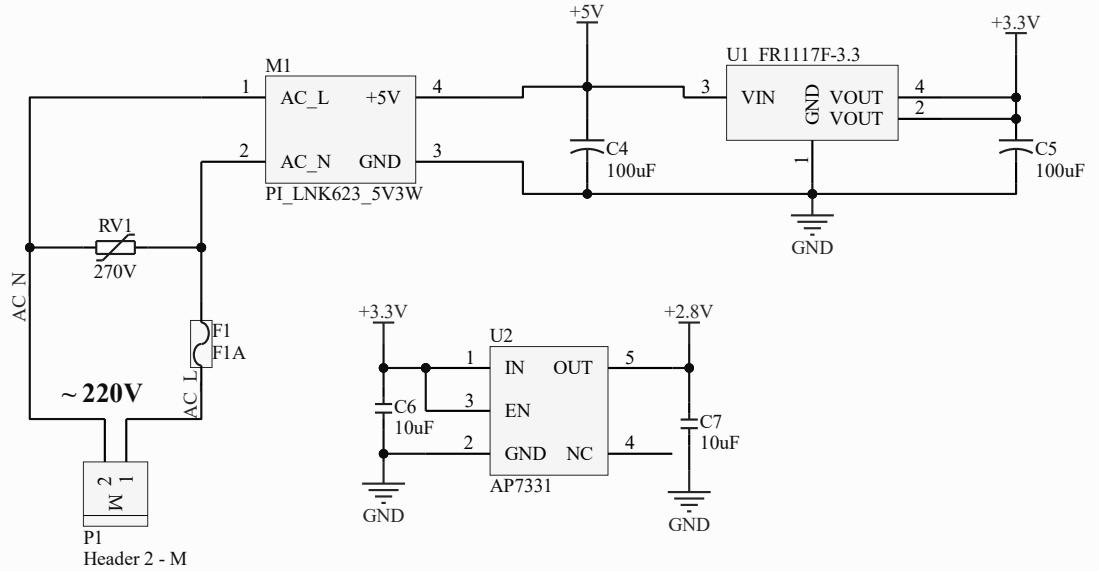 +5V
+3.3V
U1 FR1117F-3.3
M1
1 AC_L +5V 4
3 VIN GND VOUT 4
VOUT 2
2 AC_N GND 3
1
C4
100uF
C5
100uF
PI_LNK623_5V3W
RV1
270V
GND
AC_N
F1
F1A
AC_L
~ 220V
+3.3V
+2.8V
U2
1 IN OUT 5
3 EN
C6
10uF
C7
10uF
2 GND NC 4
AP7331
GND
GND
2 1
M
P1
Header 2 - M